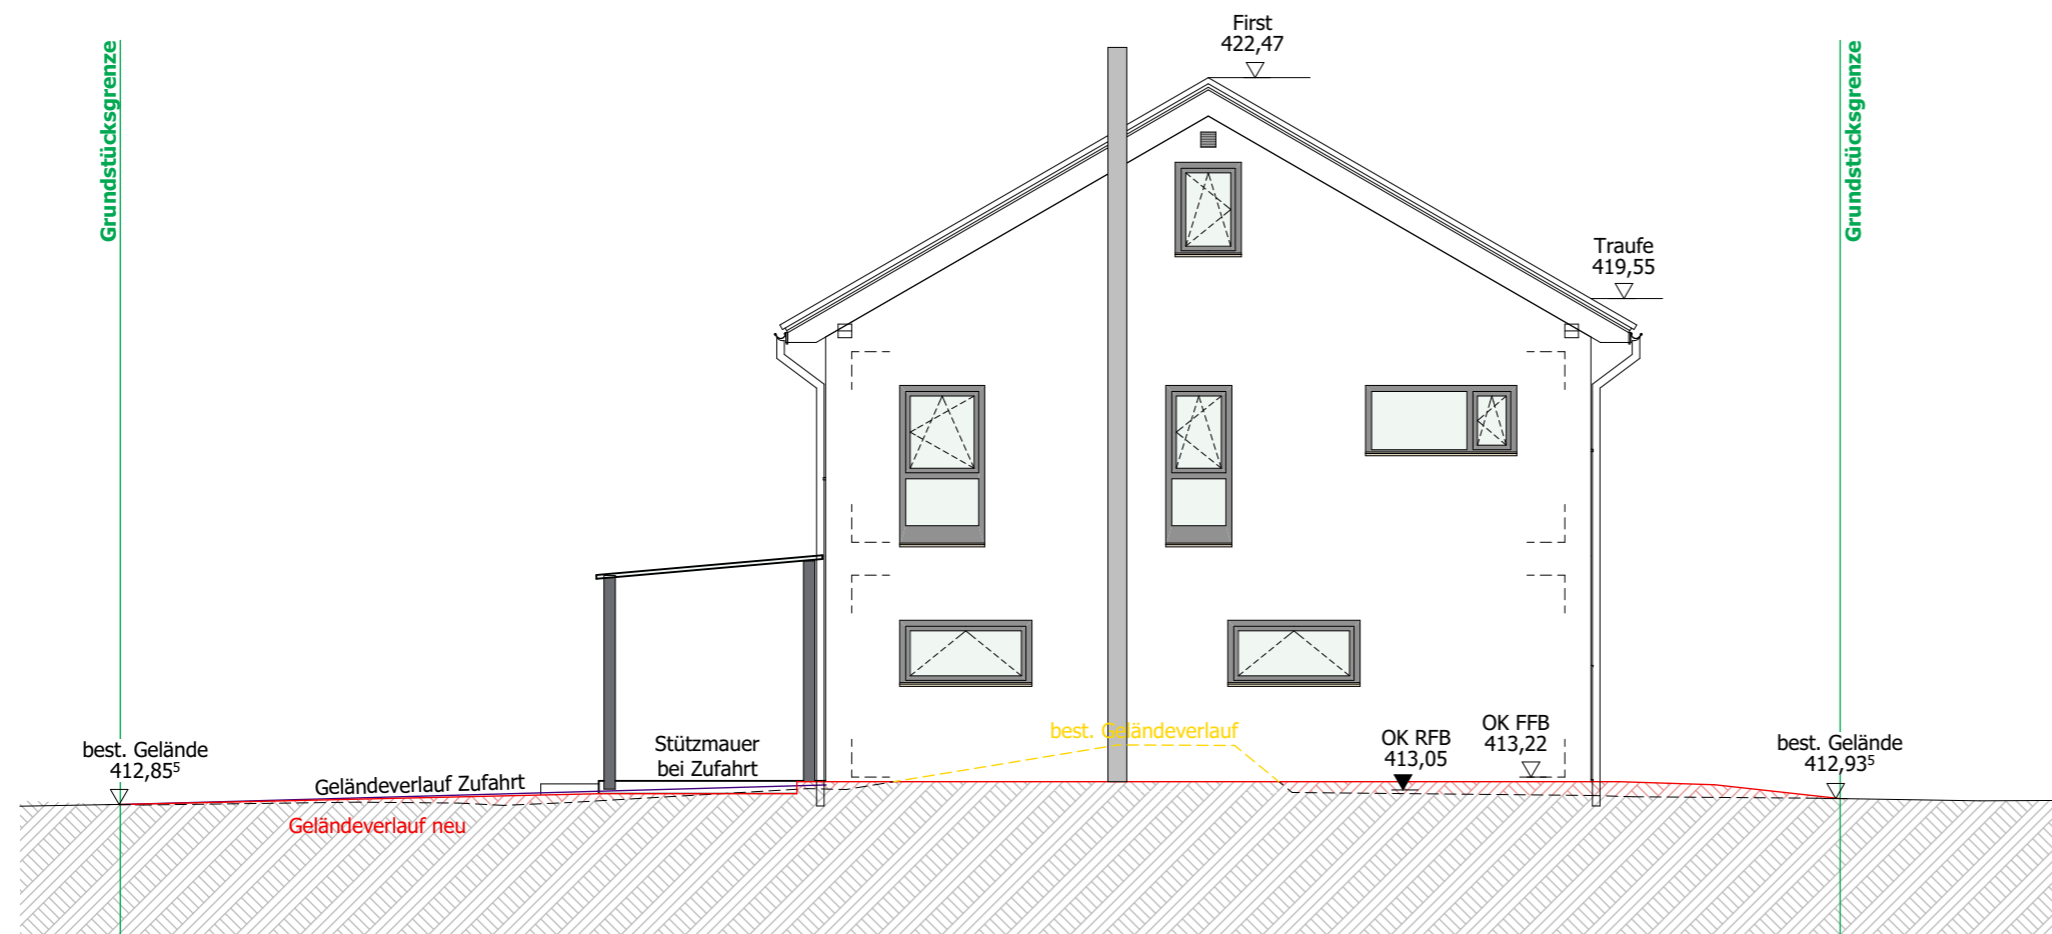 First
422,47
Grundstücksgrenze
Grundstücksgrenze
Traufe
419,55
best. Geländeverlauf
OK RFB
413,05
OK FFB
413,22
best. Gelände
412,85⁵
Stützmauer
bei Zufahrt
best. Gelände
412,93⁵
Geländeverlauf Zufahrt
Geländeverlauf neu